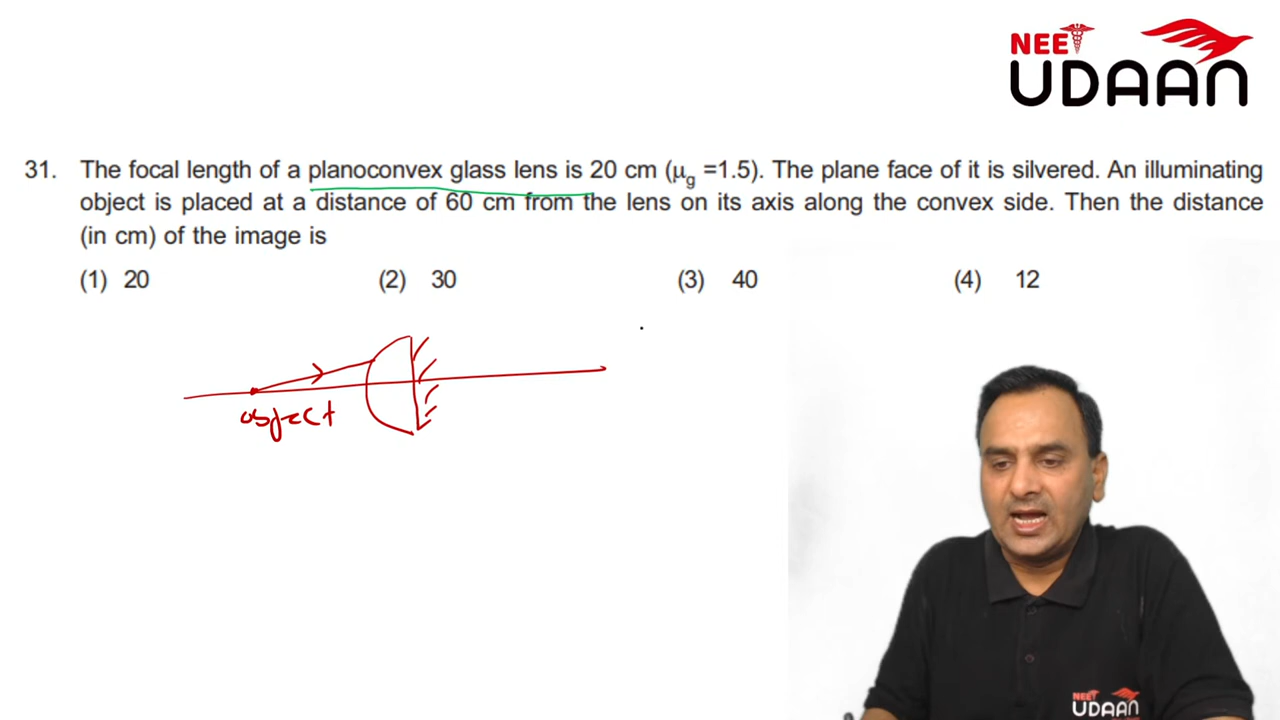 NEET
UDAAN
31. The focal length of a planoconvex glass lens is 20 cm (μg =1.5). The plane face of it is silvered. An illuminating
object is placed at a distance of 60 cm from the lens on its axis along the convex side. Then the distance
(in cm) of the image is
(1) 20 (2) 30 (3) 40 (4) 12
object
NEET
UDAAN